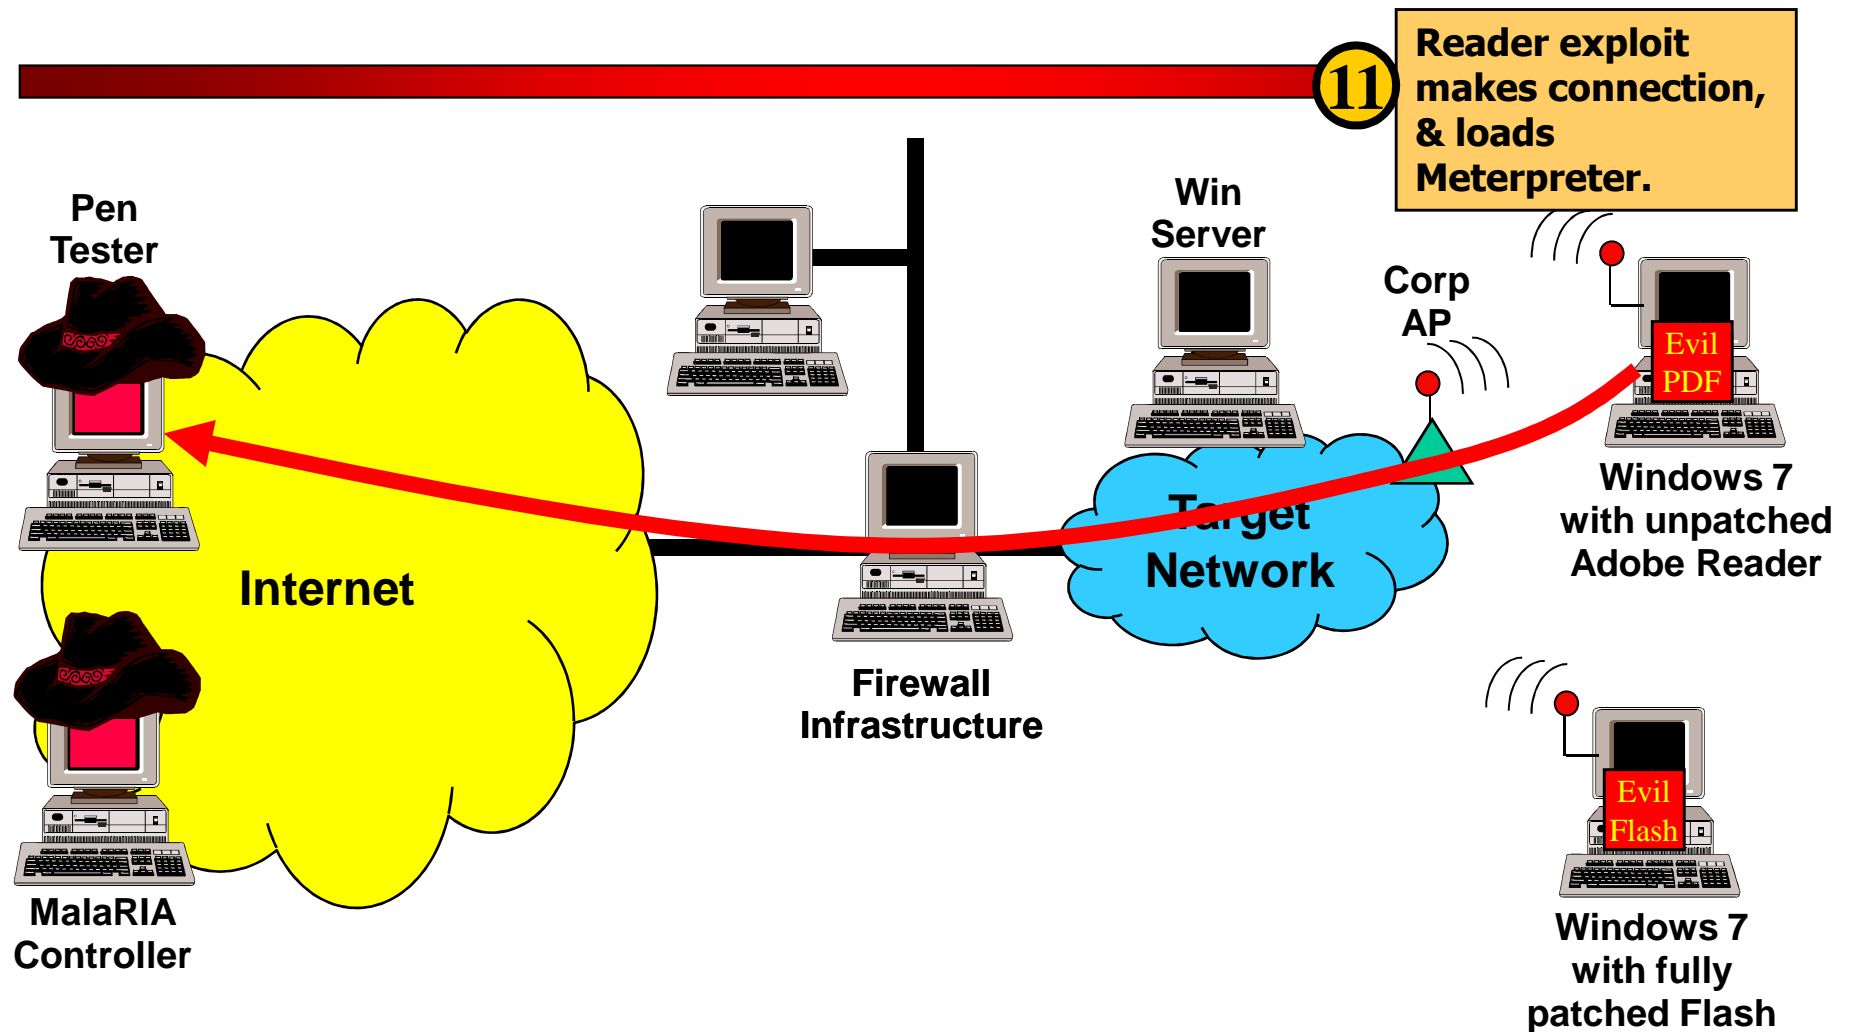 11
Reader exploit
makes connection,
& loads
Meterpreter.
Pen
Tester
Win
Server
Corp
AP
Evil
PDF
Windows 7
with unpatched
Adobe Reader
Target
Network
Internet
Firewall
Infrastructure
Evil
Flash
MalaRIA
Controller
Windows 7
with fully
patched Flash